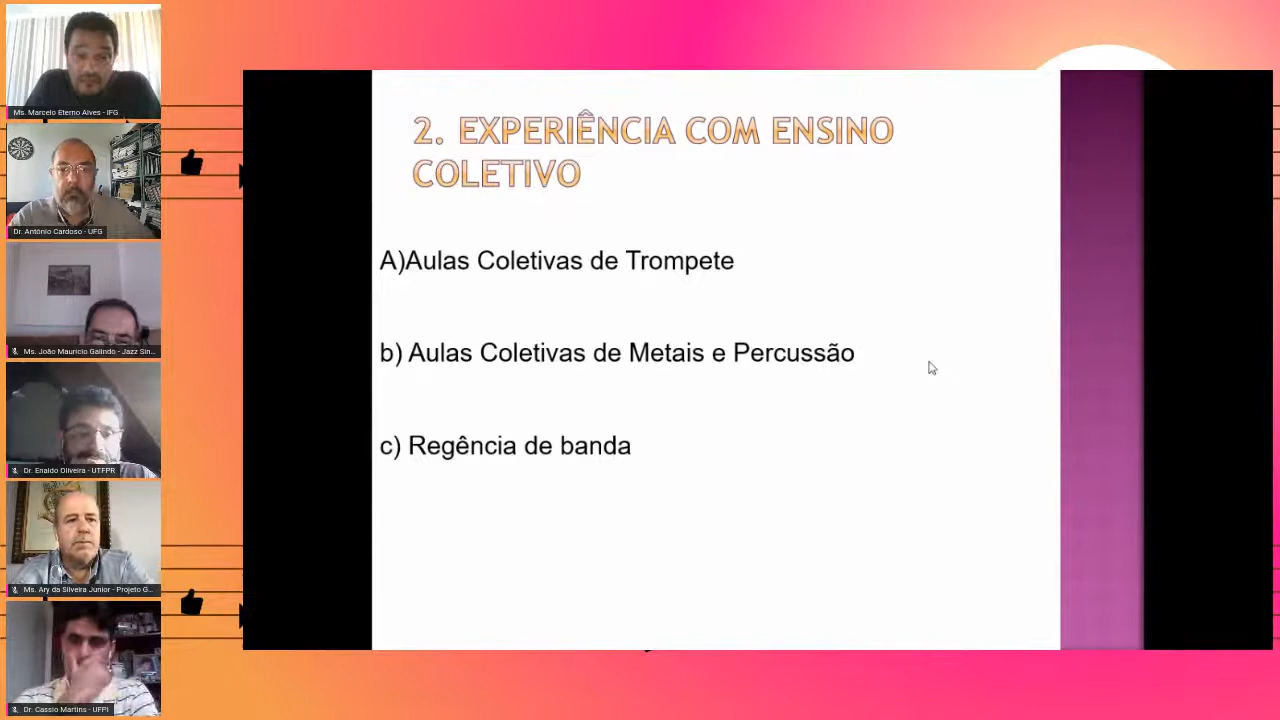 Ms. Marcelo Eterno Alves - IFG
Dr. Antônio Cardoso - UFG
Ms. João Mauricio Galindo - Jazz Sin...
Dr. Enaldo Oliveira - UTFPR
Ms. Ary da Silveira Junior - Projeto G...
Dr. Cassio Martins - UFPI
2. EXPERIÊNCIA COM ENSINO
COLETIVO
A)Aulas Coletivas de Trompete
b) Aulas Coletivas de Metais e Percussão
c) Regência de banda